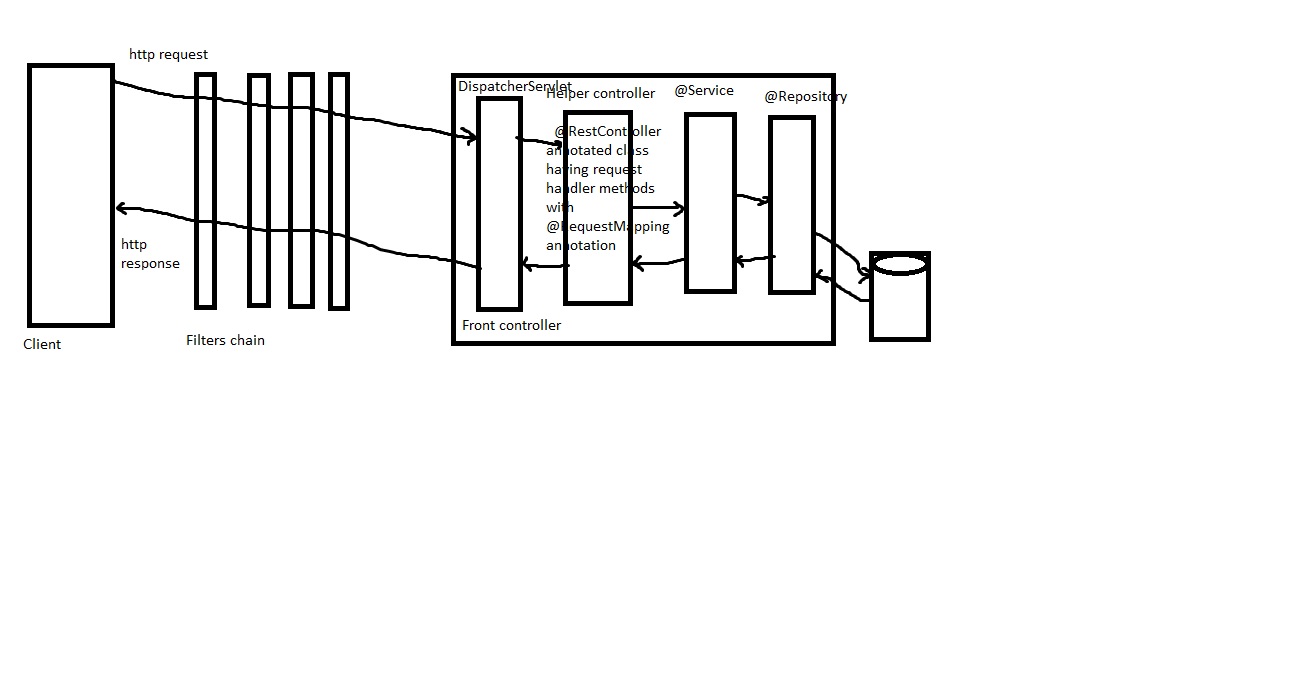 http request
DispatcherServlet
Helper controller
@Service
@Repository
@RestController
annotated class
having request
handler methods
with
@RequestMapping
annotation
http
response
Front controller
Filters chain
Client